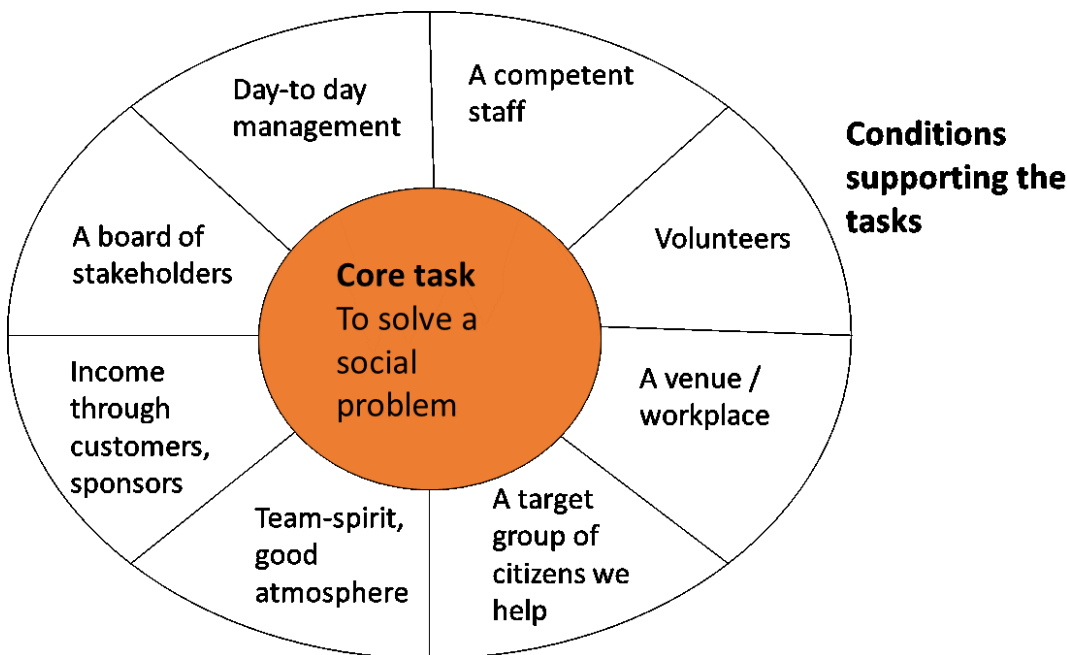 Day-to day
management
A competent
staff
Conditions
supporting the
tasks
A board of
stakeholders
Volunteers
Core task
To solve a
social
problem
Income
through
customers,
sponsors
A venue /
workplace
Team-spirit,
good
atmosphere
A target
group of
citizens we
help